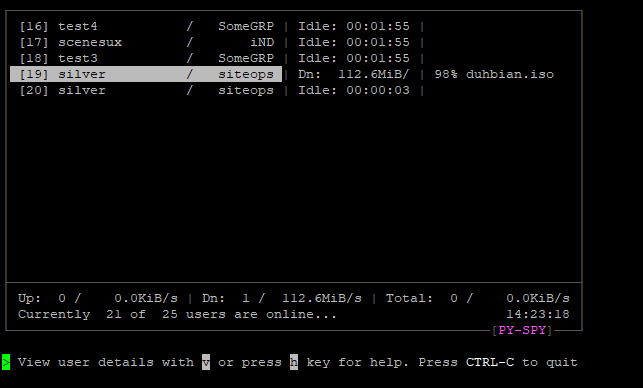 [16] test4 / SomeGRP | Idle: 00:01:55 |
[17] scenesux / iND | Idle: 00:01:55 |
[18] test3 / SomeGRP | Idle: 00:01:55 |
[19] silver / siteops | Dn: 112.6MiB/ | 98% duhbian.iso
[20] silver / siteops | Idle: 00:00:03 |
Up: 0 / 0.0KiB/s | Dn: 1 / 112.6MiB/s | Total: 0 / 0.0KiB/s
Currently 21 of 25 users are online... 14:23:18
[PY-SPY]
> View user details with v or press h key for help. Press CTRL-C to quit